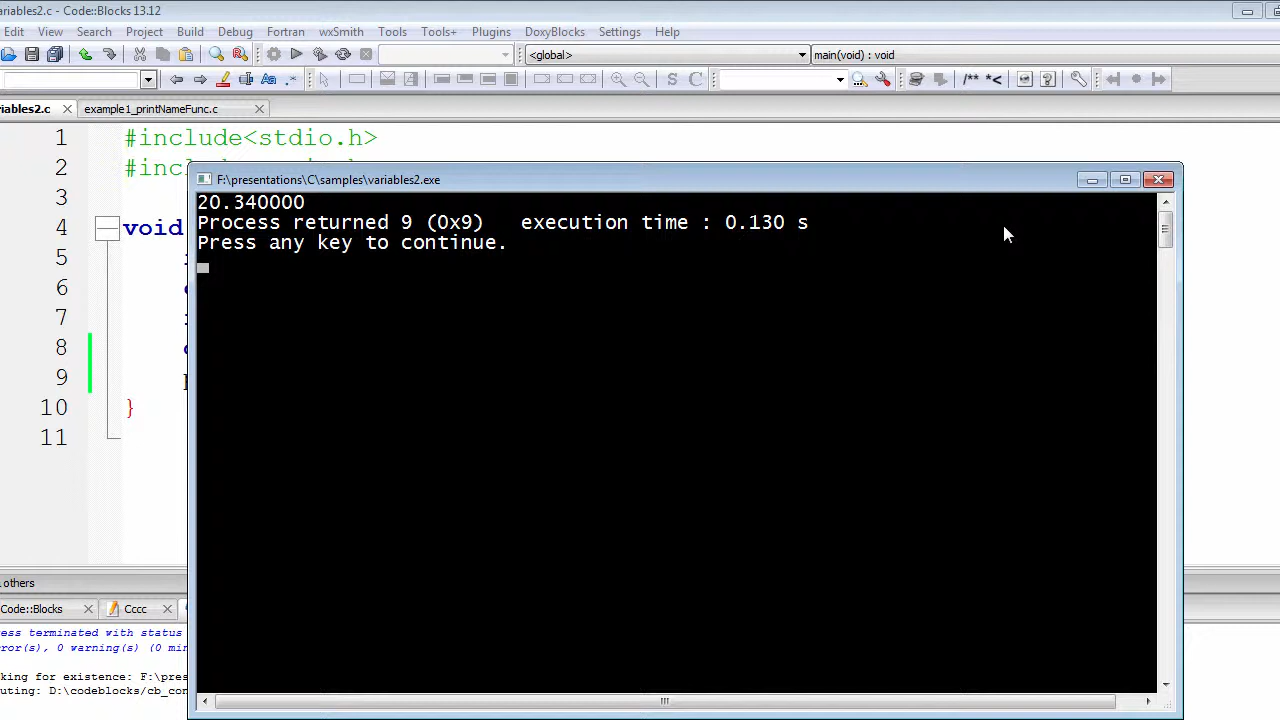 ariables2.c - Code::Blocks 13.12
Edit View Search Project Build Debug Fortran wxSmith Tools Tools+ Plugins DoxyBlocks Settings Help
<global> main(void) : void
S C /** *<
riables2.c example1_printNameFunc.c
1 #include<stdio.h>
2 #inc
3
4 void
5
6
7
8
9
10 }
11
F:\presentations\C\samples\variables2.exe
20.340000
Process returned 9 (0x9) execution time : 0.130 s
Press any key to continue.
others
Code::Blocks Cccc
ess terminated with status
rror(s), 0 warning(s) (0 min
king for existence: F:\pres
uting: D:\codeblocks/cb_con